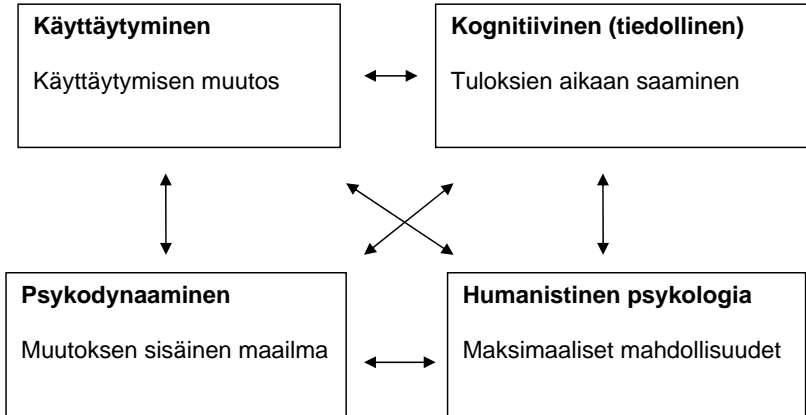 Käyttäytyminen
Käyttäytymisen muutos
Kognitiivinen (tiedollinen)
Tuloksien aikaan saaminen
Psykodynaaminen
Muutoksen sisäinen maailma
Humanistinen psykologia
Maksimaaliset mahdollisuudet